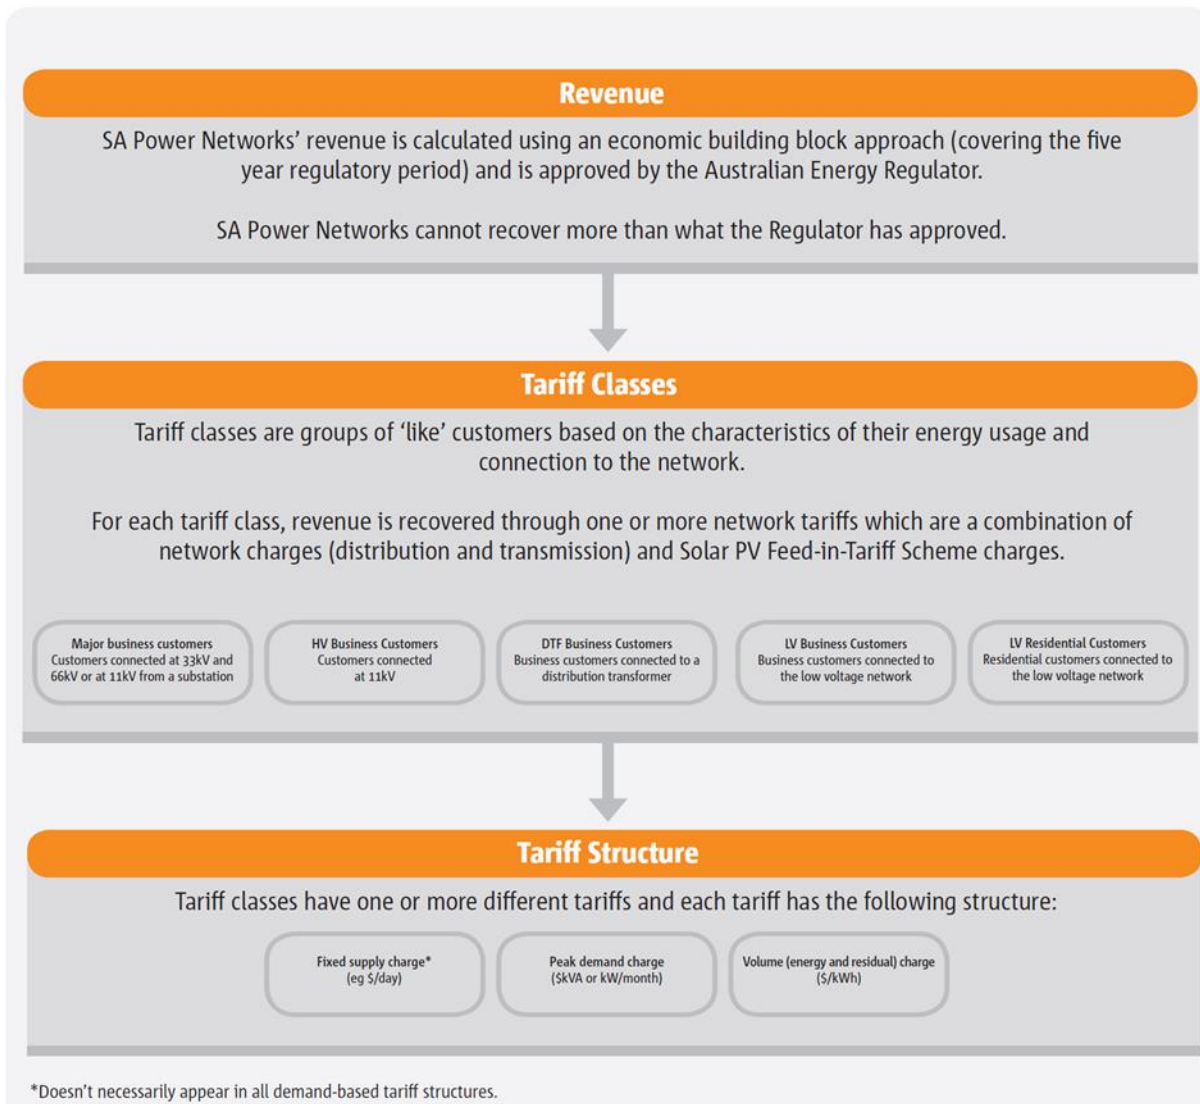 Revenue
SA Power Networks’ revenue is calculated using an economic building block approach (covering the five
year regulatory period) and is approved by the Australian Energy Regulator.
SA Power Networks cannot recover more than what the Regulator has approved.
Tariff Classes
Tariff classes are groups of ‘like’ customers based on the characteristics of their energy usage and
connection to the network.
For each tariff class, revenue is recovered through one or more network tariffs which are a combination of
network charges (distribution and transmission) and Solar PV Feed-in-Tariff Scheme charges.
Major business customers
Customers connected at 33kV and
66kV or at 11kV from a substation
HV Business Customers
Customers connected
at 11kV
DTF Business Customers
Business customers connected to a
distribution transformer
LV Business Customers
Business customers connected to
the low voltage network
LV Residential Customers
Residential customers connected to
the low voltage network
Tariff Structure
Tariff classes have one or more different tariffs and each tariff has the following structure:
Fixed supply charge*
(eg $/day)
Peak demand charge
($kVA or kW/month)
Volume (energy and residual) charge
($/kWh)
*Doesn’t necessarily appear in all demand-based tariff structures.